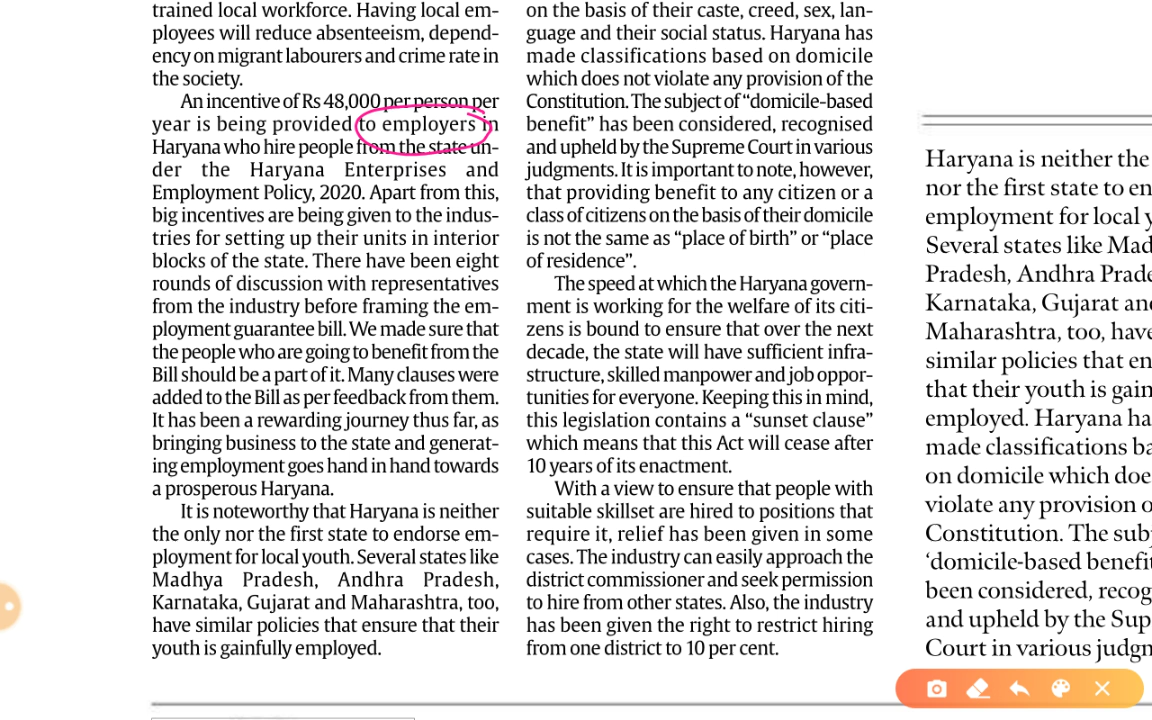 trained local workforce. Having local em-
ployees will reduce absenteeism, depend-
ency on migrant labourers and crime rate in
the society.
An incentive of Rs 48,000 per person per
year is being provided to employers in
Haryana who hire people from the state un-
der the Haryana Enterprises and
Employment Policy, 2020. Apart from this,
big incentives are being given to the indus-
tries for setting up their units in interior
blocks of the state. There have been eight
rounds of discussion with representatives
from the industry before framing the em-
ployment guarantee bill. We made sure that
the people who are going to benefit from the
Bill should be a part of it. Many clauses were
added to the Bill as per feedback from them.
It has been a rewarding journey thus far, as
bringing business to the state and generat-
ing employment goes hand in hand towards
a prosperous Haryana.
It is noteworthy that Haryana is neither
the only nor the first state to endorse em-
ployment for local youth. Several states like
Madhya Pradesh, Andhra Pradesh,
Karnataka, Gujarat and Maharashtra, too,
have similar policies that ensure that their
youth is gainfully employed.
on the basis of their caste, creed, sex, lan-
guage and their social status. Haryana has
made classifications based on domicile
which does not violate any provision of the
Constitution. The subject of “domicile-based
benefit” has been considered, recognised
and upheld by the Supreme Court in various
judgments. It is important to note, however,
that providing benefit to any citizen or a
class of citizens on the basis of their domicile
is not the same as “place of birth” or “place
of residence”.
The speed at which the Haryana govern-
ment is working for the welfare of its citi-
zens is bound to ensure that over the next
decade, the state will have sufficient infra-
structure, skilled manpower and job oppor-
tunities for everyone. Keeping this in mind,
this legislation contains a “sunset clause”
which means that this Act will cease after
10 years of its enactment.
With a view to ensure that people with
suitable skillset are hired to positions that
require it, relief has been given in some
cases. The industry can easily approach the
district commissioner and seek permission
to hire from other states. Also, the industry
has been given the right to restrict hiring
from one district to 10 per cent.
Haryana is neither the
nor the first state to en
employment for local y
Several states like Mad
Pradesh, Andhra Prade
Karnataka, Gujarat and
Maharashtra, too, have
similar policies that en
that their youth is gain
employed. Haryana ha
made classifications ba
on domicile which doe
violate any provision o
Constitution. The subj
‘domicile-based benefit
been considered, recog
and upheld by the Sup
Court in various judgm